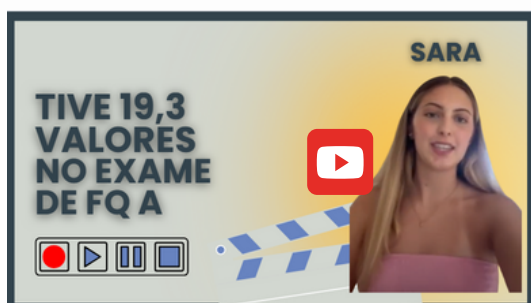 SARA
TIVE 19,3
VALORES
NO EXAME
DE FQ A